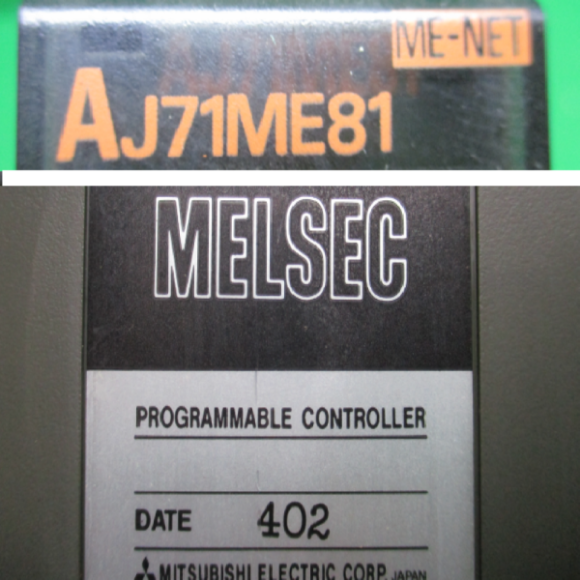 ME-NET
AJ71ME81
MELSEC
PROGRAMMABLE CONTROLLER
DATE 402
MITSUBISHI ELECTRIC CORP. JAPAN